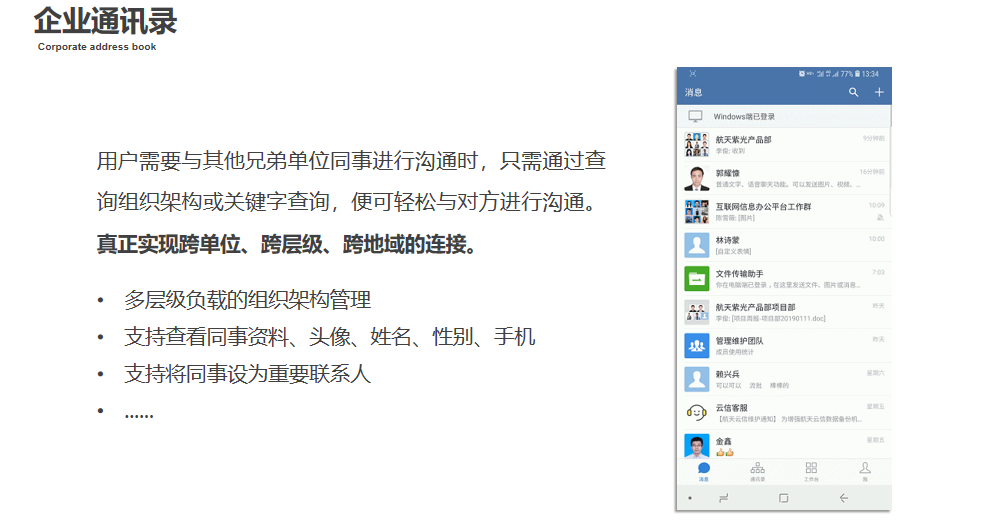 企业通讯录
Corporate address book
用户需要与其他兄弟单位同事进行沟通时，只需通过查
询组织架构或关键字查询，便可轻松与对方进行沟通。
真正实现跨单位、跨层级、跨地域的连接。
• 多层级负载的组织架构管理
• 支持查看同事资料、头像、姓名、性别、手机
• 支持将同事设为重要联系人
• ......
77% 13:34
消息
Windows端已登录
航天紫光产品部 9分钟前
李俊: 收到
郭耀慷 16分钟前
普通文字、语音聊天功能。可以发送图片、视频、...
互联网信息办公平台工作群 10:09
陈雪薇: [图片]
林诗蒙 10:00
[自定义表情]
文件传输助手 7:03
你在电脑端已登录，在这里发送文件、图片或消息...
航天紫光产品部项目部 昨天
李俊: [项目周报-项目部20190111.doc]
管理维护团队 昨天
成员使用统计
赖兴兵 星期六
可以可以 流批 棒棒的
云信客服 星期五
【航天云信维护通知】 为增强航天云信数据备份机...
金鑫 星期五
消息 通讯录 工作台 我